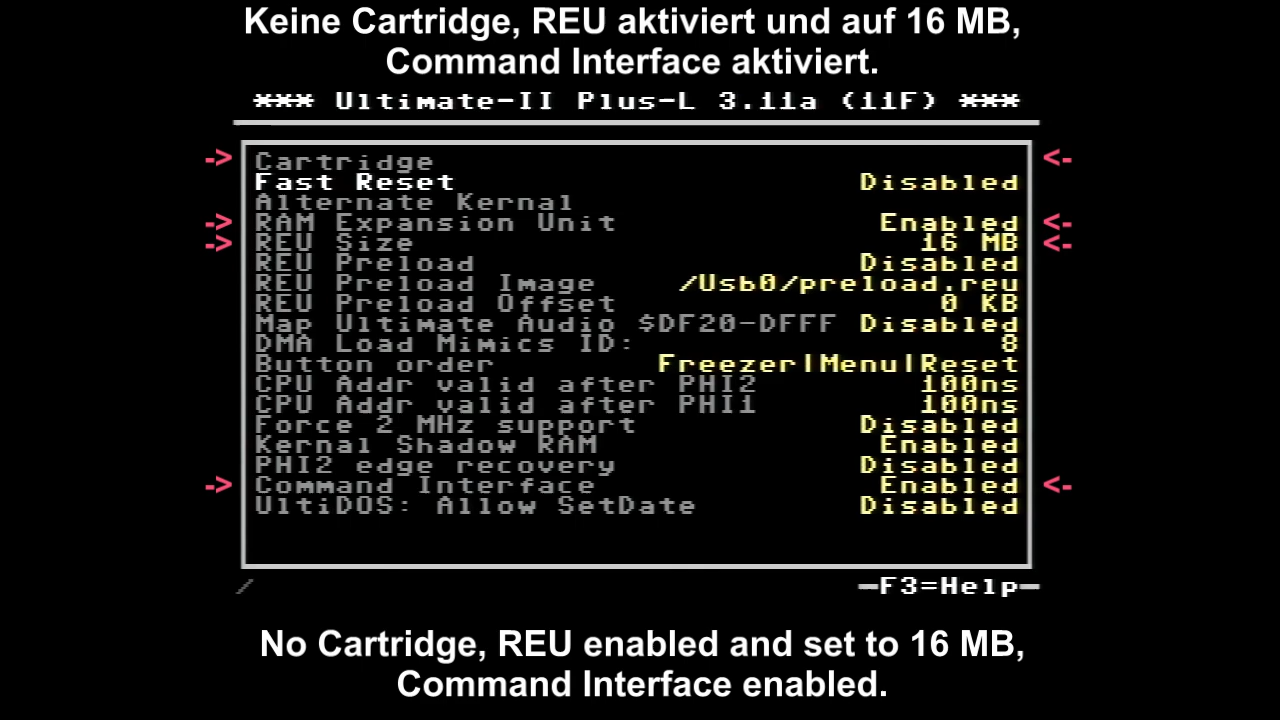 Keine Cartridge, REU aktiviert und auf 16 MB,
Command Interface aktiviert.
*** Ultimate-II Plus-L 3.11a (11F) ***
-> Cartridge <-
Fast Reset Disabled
Alternate Kernal
-> RAM Expansion Unit Enabled <-
-> REU Size 16 MB <-
REU Preload Disabled
REU Preload Image /Usb0/preload.reu
REU Preload Offset 0 KB
Map Ultimate Audio $DF20-DFFF Disabled
DMA Load Mimics ID: 8
Button order Freezer|Menu|Reset
CPU Addr valid after PHI2 100ns
CPU Addr valid after PHI1 100ns
Force 2 MHz support Disabled
Kernal Shadow RAM Enabled
PHI2 edge recovery Disabled
-> Command Interface Enabled <-
UltiDOS: Allow SetDate Disabled
/ —F3=Help—
No Cartridge, REU enabled and set to 16 MB,
Command Interface enabled.